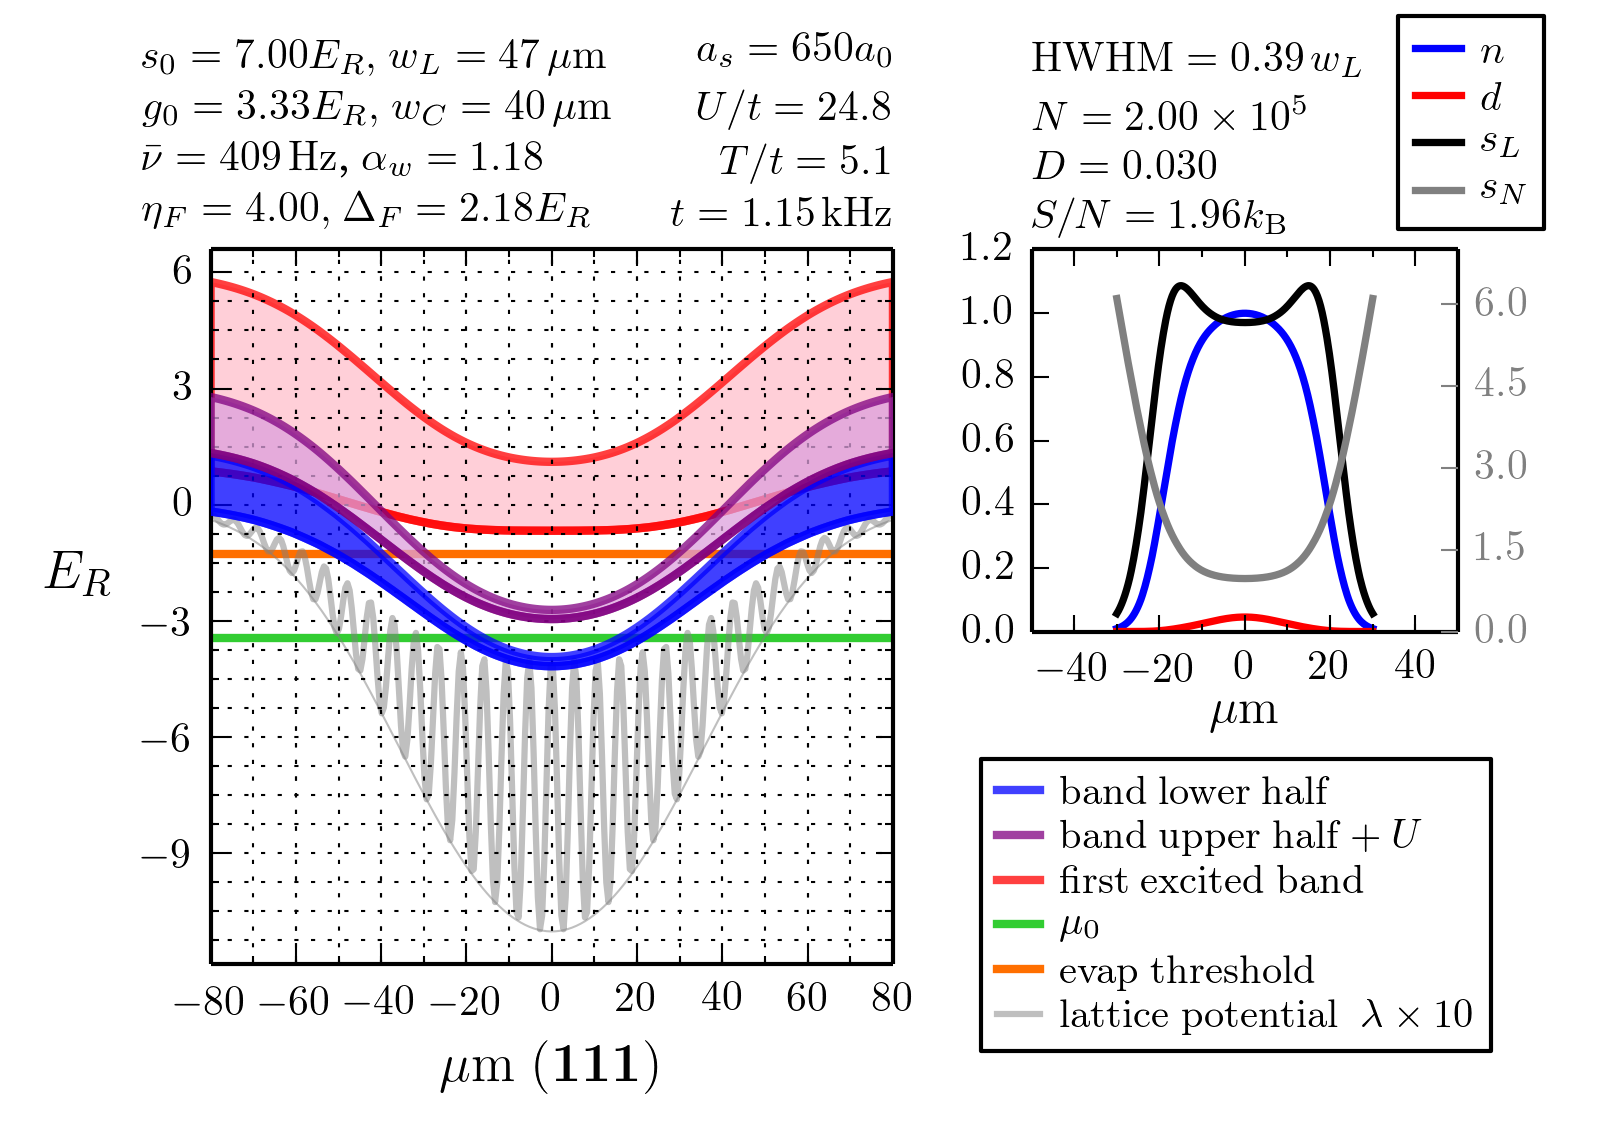 s₀ = 7.00E_R, w_L = 47 μm
g₀ = 3.33E_R, w_C = 40 μm
ν̄ = 409 Hz, α_w = 1.18
η_F = 4.00, Δ_F = 2.18E_R
a_s = 650a₀
U/t = 24.8
T/t = 5.1
t = 1.15 kHz
HWHM = 0.39 w_L
N = 2.00 × 10⁵
D = 0.030
S/N = 1.96k_B
n
d
s_L
s_N
E_R
6
3
0
−3
−6
−9
−80 −60 −40 −20 0 20 40 60 80
μm (111)
1.2
1.0
0.8
0.6
0.4
0.2
0.0
6.0
4.5
3.0
1.5
0.0
−40 −20 0 20 40
μm
band lower half
band upper half + U
first excited band
μ₀
evap threshold
lattice potential λ × 10